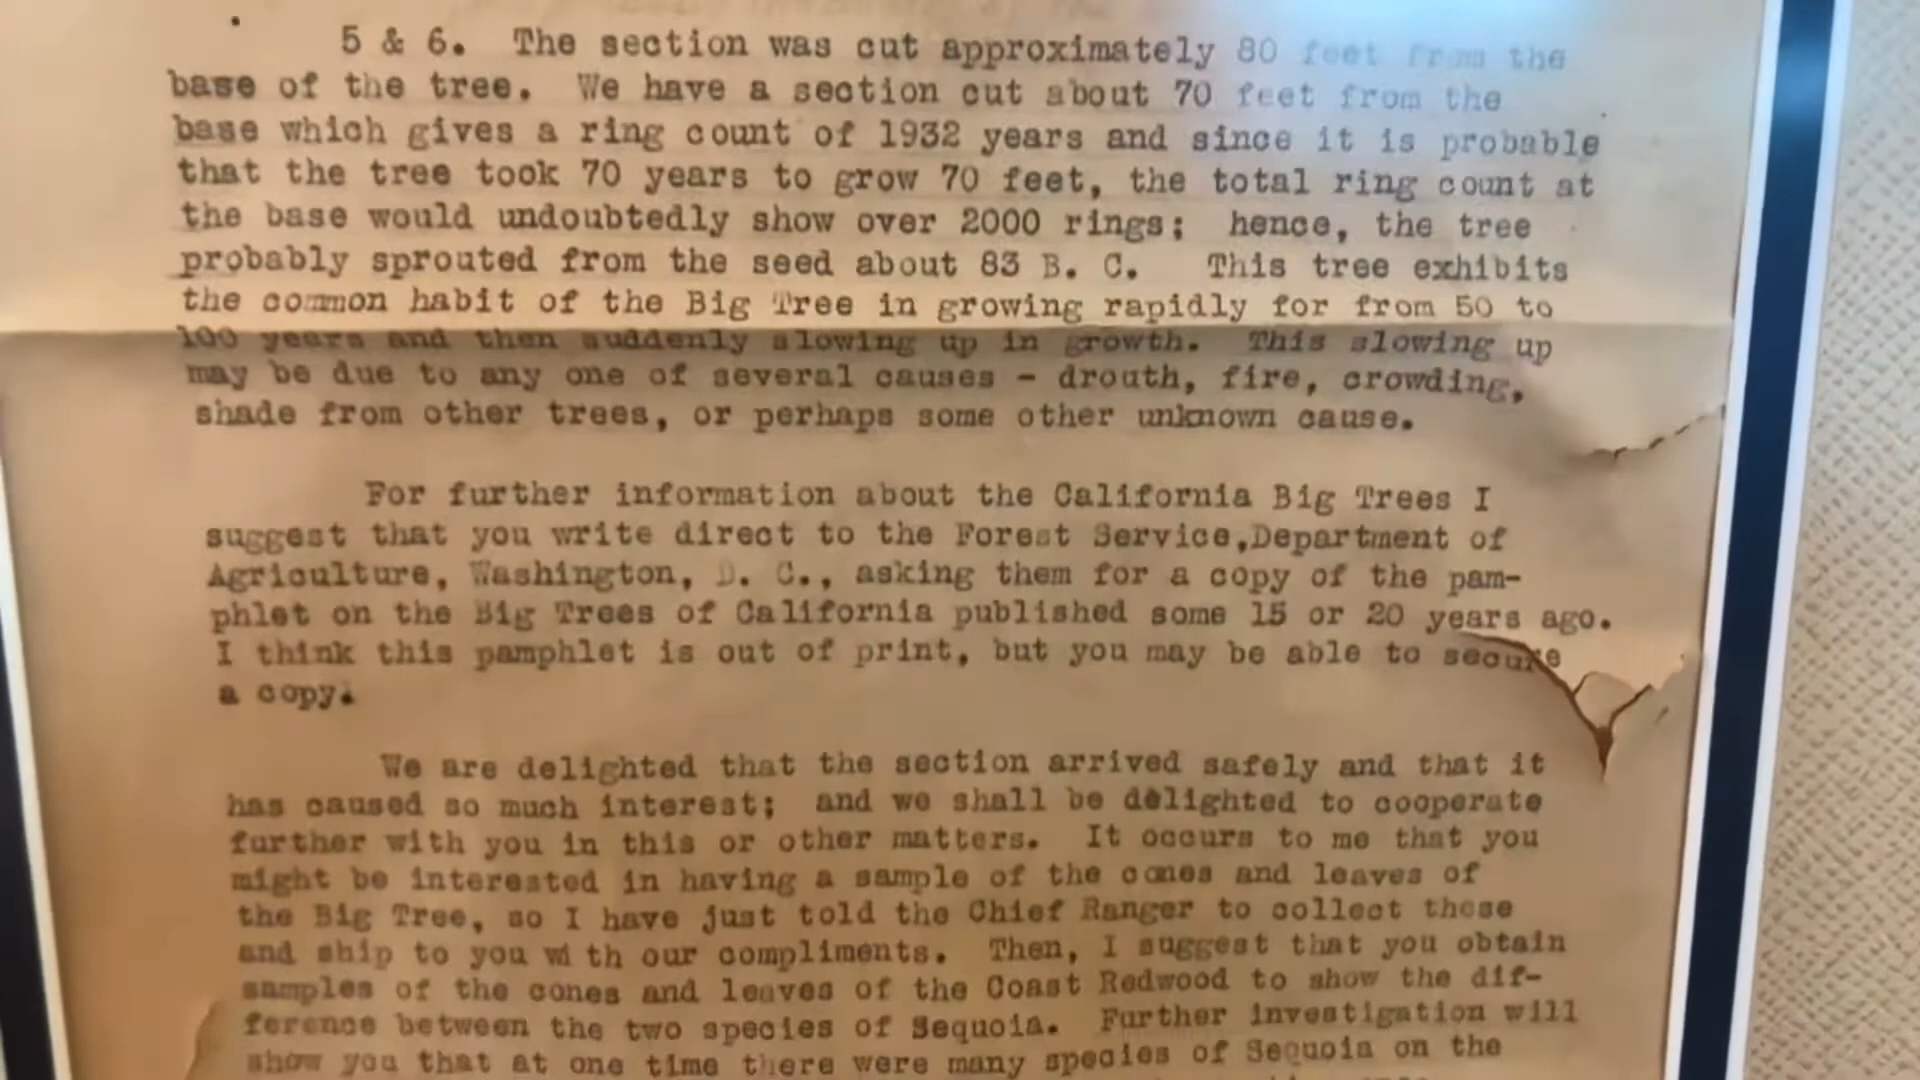 5 & 6. The section was cut approximately 80 feet from the
base of the tree. We have a section cut about 70 feet from the
base which gives a ring count of 1932 years and since it is probable
that the tree took 70 years to grow 70 feet, the total ring count at
the base would undoubtedly show over 2000 rings; hence, the tree
probably sprouted from the seed about 83 B. C. This tree exhibits
the common habit of the Big Tree in growing rapidly for from 50 to
100 years and then suddenly slowing up in growth. This slowing up
may be due to any one of several causes - drouth, fire, crowding,
shade from other trees, or perhaps some other unknown cause.
For further information about the California Big Trees I
suggest that you write direct to the Forest Service,Department of
Agriculture, Washington, D. C., asking them for a copy of the pam-
phlet on the Big Trees of California published some 15 or 20 years ago.
I think this pamphlet is out of print, but you may be able to secure
a copy.
We are delighted that the section arrived safely and that it
has caused so much interest; and we shall be delighted to cooperate
further with you in this or other matters. It occurs to me that you
might be interested in having a sample of the cones and leaves of
the Big Tree, so I have just told the Chief Ranger to collect these
and ship to you wi th our compliments. Then, I suggest that you obtain
samples of the cones and leaves of the Coast Redwood to show the dif-
ference between the two species of Sequoia. Further investigation will
show you that at one time there were many species of Sequoia on the